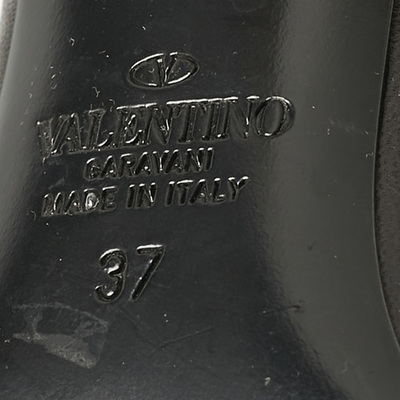 V
VALENTINO
GARAVANI
MADE IN ITALY
37